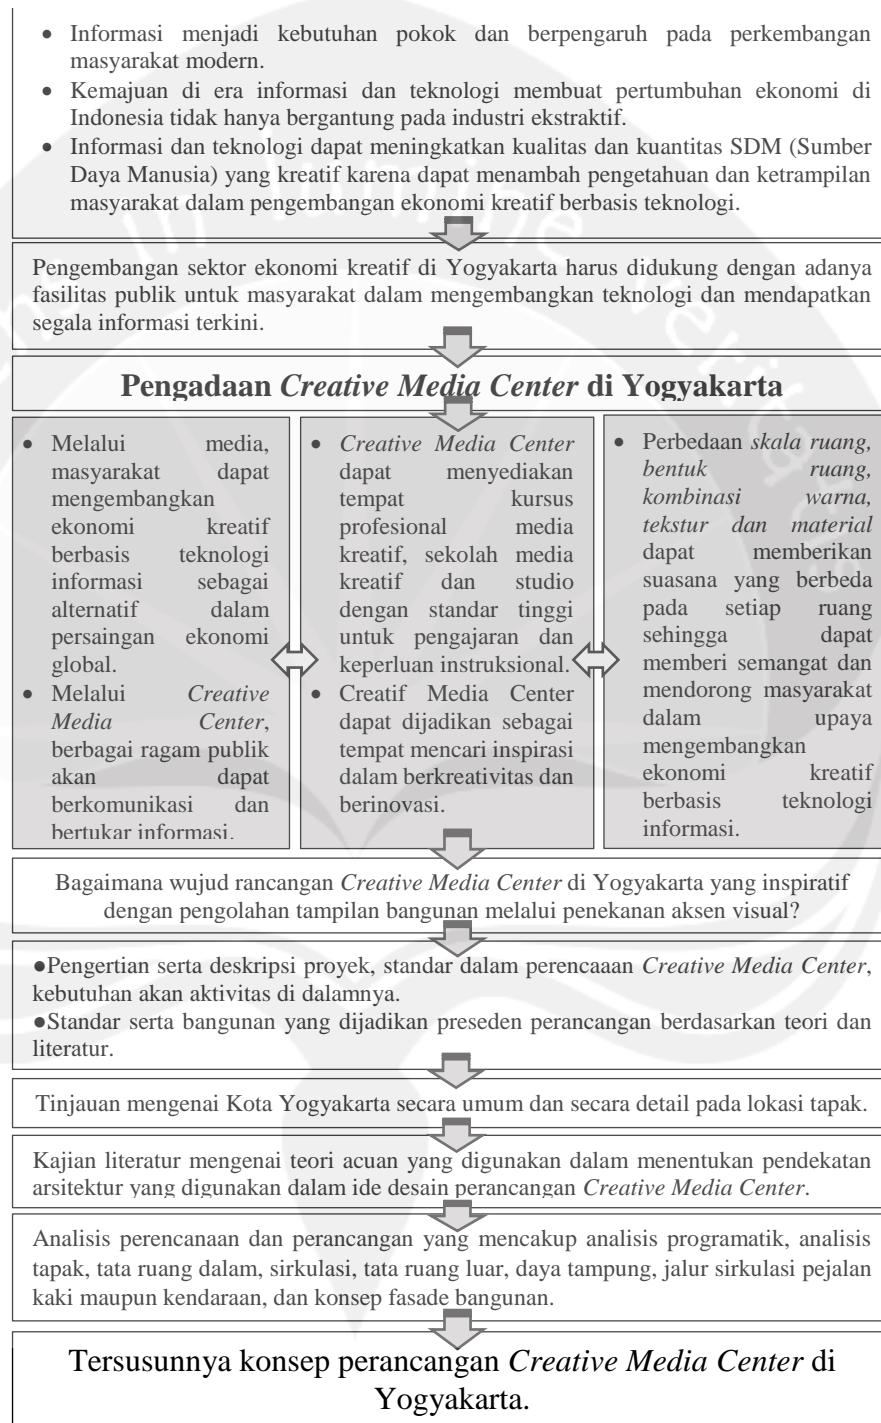 • Informasi menjadi kebutuhan pokok dan berpengaruh pada perkembangan
masyarakat modern.
• Kemajuan di era informasi dan teknologi membuat pertumbuhan ekonomi di
Indonesia tidak hanya bergantung pada industri ekstraktif.
• Informasi dan teknologi dapat meningkatkan kualitas dan kuantitas SDM (Sumber
Daya Manusia) yang kreatif karena dapat menambah pengetahuan dan ketrampilan
masyarakat dalam pengembangan ekonomi kreatif berbasis teknologi.
Pengembangan sektor ekonomi kreatif di Yogyakarta harus didukung dengan adanya
fasilitas publik untuk masyarakat dalam mengembangkan teknologi dan mendapatkan
segala informasi terkini.
Pengadaan Creative Media Center di Yogyakarta
• Melalui media,
masyarakat dapat
mengembangkan
ekonomi kreatif
berbasis teknologi
informasi sebagai
alternatif dalam
persaingan ekonomi
global.
• Melalui Creative
Media Center,
berbagai ragam publik
akan dapat
berkomunikasi dan
bertukar informasi.
• Creative Media Center
dapat menyediakan
tempat kursus
profesional media
kreatif, sekolah media
kreatif dan studio
dengan standar tinggi
untuk pengajaran dan
keperluan instruksional.
• Creatif Media Center
dapat dijadikan sebagai
tempat mencari inspirasi
dalam berkreativitas dan
berinovasi.
• Perbedaan skala ruang,
bentuk ruang,
kombinasi warna,
tekstur dan material
dapat memberikan
suasana yang berbeda
pada setiap ruang
sehingga dapat
memberi semangat dan
mendorong masyarakat
dalam upaya
mengembangkan
ekonomi kreatif
berbasis teknologi
informasi.
Bagaimana wujud rancangan Creative Media Center di Yogyakarta yang inspiratif
dengan pengolahan tampilan bangunan melalui penekanan aksen visual?
●Pengertian serta deskripsi proyek, standar dalam perencaaan Creative Media Center,
kebutuhan akan aktivitas di dalamnya.
●Standar serta bangunan yang dijadikan preseden perancangan berdasarkan teori dan
literatur.
Tinjauan mengenai Kota Yogyakarta secara umum dan secara detail pada lokasi tapak.
Kajian literatur mengenai teori acuan yang digunakan dalam menentukan pendekatan
arsitektur yang digunakan dalam ide desain perancangan Creative Media Center.
Analisis perencanaan dan perancangan yang mencakup analisis programatik, analisis
tapak, tata ruang dalam, sirkulasi, tata ruang luar, daya tampung, jalur sirkulasi pejalan
kaki maupun kendaraan, dan konsep fasade bangunan.
Tersusunnya konsep perancangan Creative Media Center di
Yogyakarta.